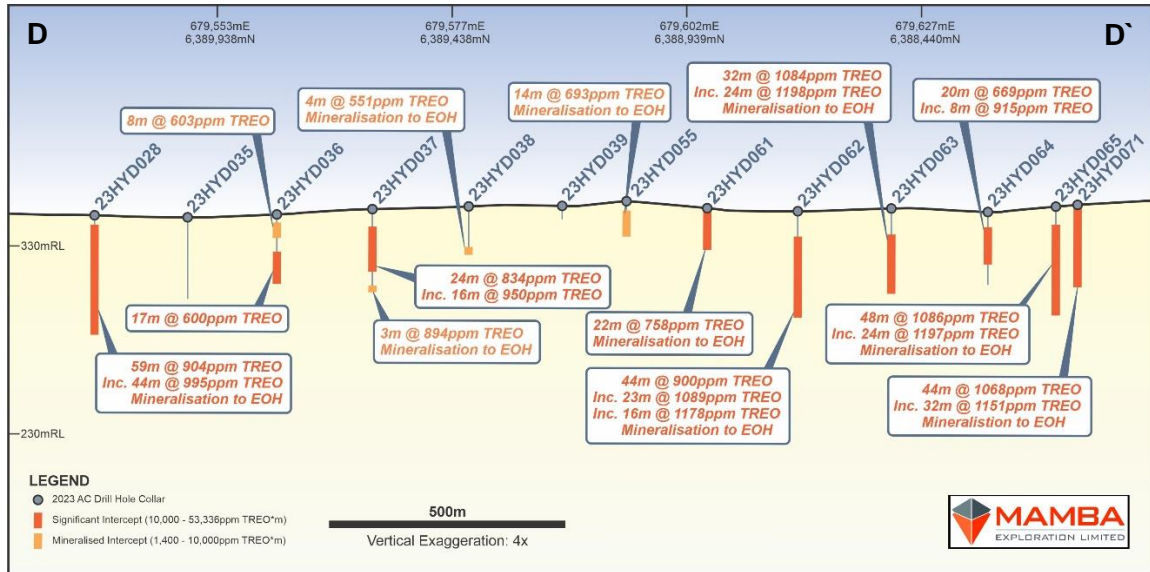 D
679,553mE
6,389,938mN
679,577mE
6,389,438mN
679,602mE
6,388,939mN
679,627mE
6,388,440mN
D`
8m @ 603ppm TREO
4m @ 551ppm TREO
Mineralisation to EOH
14m @ 693ppm TREO
Mineralisation to EOH
32m @ 1084ppm TREO
Inc. 24m @ 1198ppm TREO
Mineralisation to EOH
20m @ 669ppm TREO
Inc. 8m @ 915ppm TREO
23HYD028
23HYD035
23HYD036
23HYD037
23HYD038
23HYD039
23HYD055
23HYD061
23HYD062
23HYD063
23HYD064
23HYD065
23HYD071
330mRL
17m @ 600ppm TREO
24m @ 834ppm TREO
Inc. 16m @ 950ppm TREO
3m @ 894ppm TREO
Mineralisation to EOH
22m @ 758ppm TREO
Mineralisation to EOH
48m @ 1086ppm TREO
Inc. 24m @ 1197ppm TREO
Mineralisation to EOH
59m @ 904ppm TREO
Inc. 44m @ 995ppm TREO
Mineralisation to EOH
44m @ 900ppm TREO
Inc. 23m @ 1089ppm TREO
Inc. 16m @ 1178ppm TREO
Mineralisation to EOH
44m @ 1068ppm TREO
Inc. 32m @ 1151ppm TREO
Mineralisation to EOH
230mRL
LEGEND
2023 AC Drill Hole Collar
Significant Intercept (10,000 - 53,336ppm TREO*m)
Mineralised Intercept (1,400 - 10,000ppm TREO*m)
500m
Vertical Exaggeration: 4x
MAMBA
EXPLORATION LIMITED